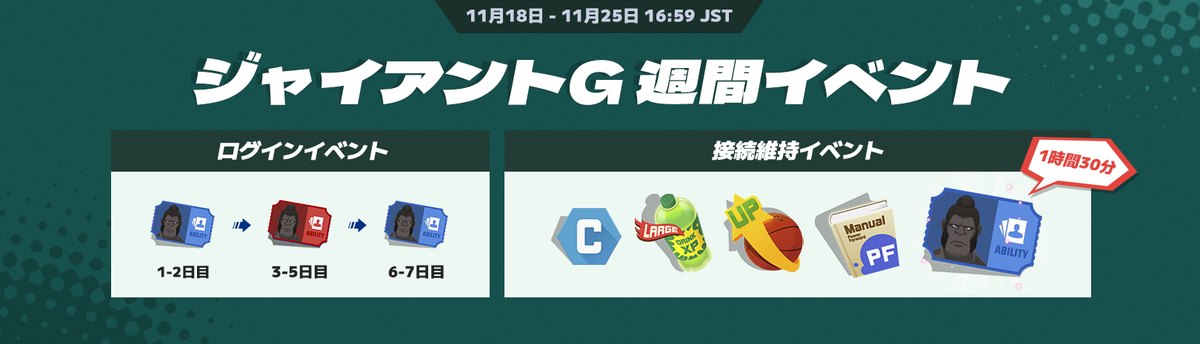 11月18日 - 11月25日 16:59 JST
ジャイアントG 週間イベント
ログインイベント
ABILITY
ABILITY
ABILITY
1-2日目
3-5日目
6-7日目
接続維持イベント
1時間30分
C
LARGE
DRINK
XP
UP
Manual
Power
forward
PF
ABILITY